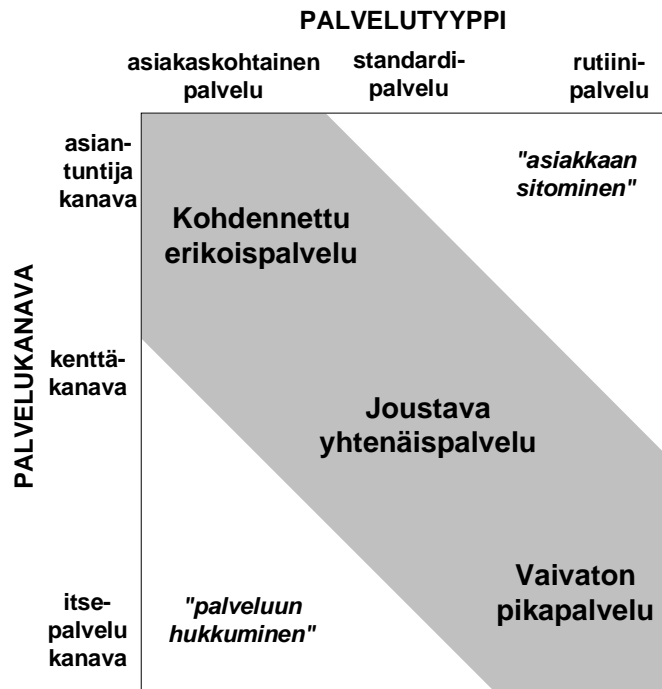 PALVELUTYYPPI
asiakaskohtainen
palvelu
standardi-
palvelu
rutiini-
palvelu
PALVELUKANAVA
asian-
tuntija
kanava
"asiakkaan
sitominen"
Kohdennettu
erikoispalvelu
kenttä-
kanava
Joustava
yhtenäispalvelu
Vaivaton
pikapalvelu
itse-
palvelu
kanava
"palveluun
hukkuminen"